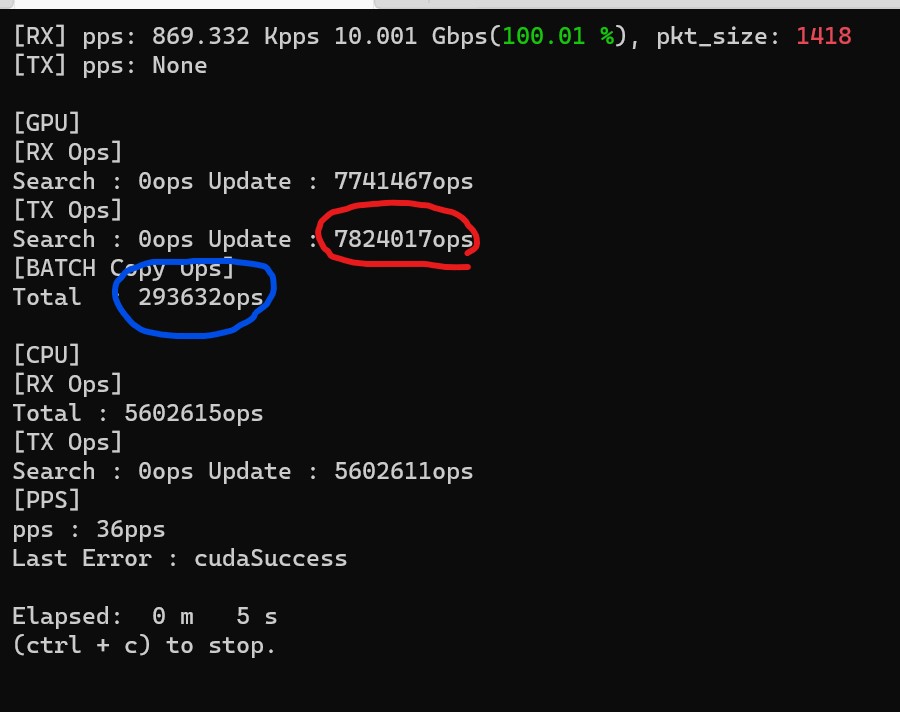 [RX] pps: 869.332 Kpps 10.001 Gbps(100.01 %), pkt_size: 1418
[TX] pps: None
[GPU]
[RX Ops]
Search : 0ops Update : 7741467ops
[TX Ops]
Search : 0ops Update : 7824017ops
[BATCH Copy Ops]
Total : 293632ops
[CPU]
[RX Ops]
Total : 5602615ops
[TX Ops]
Search : 0ops Update : 5602611ops
[PPS]
pps : 36pps
Last Error : cudaSuccess
Elapsed: 0 m 5 s
(ctrl + c) to stop.